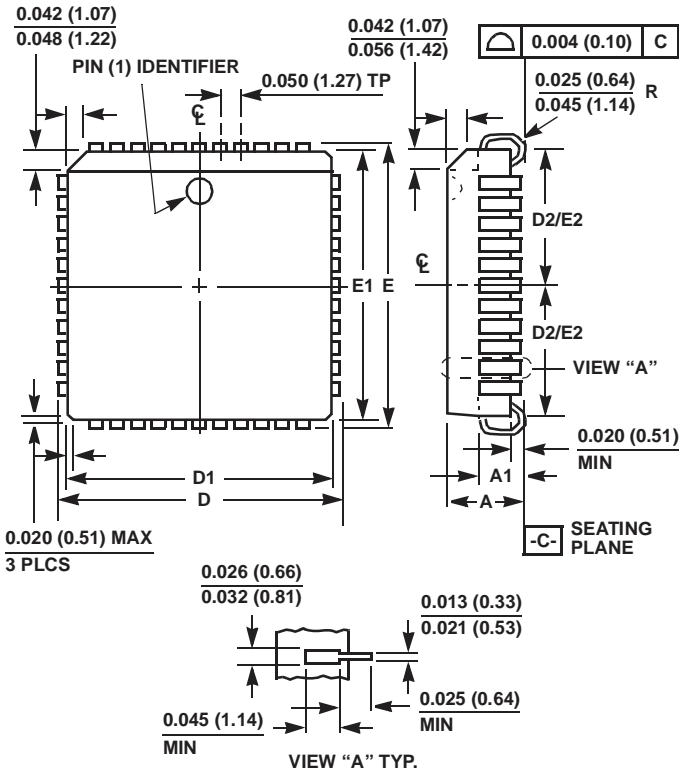 0.042 (1.07)
0.048 (1.22)
PIN (1) IDENTIFIER
0.050 (1.27) TP
0.042 (1.07)
0.056 (1.42)
0.004 (0.10) C
0.025 (0.64)
0.045 (1.14)
R
CL
CL
D2/E2
E1 E
D2/E2
VIEW “A”
0.020 (0.51)
MIN
A1
A
D1
D
0.020 (0.51) MAX
3 PLCS
-C-
SEATING
PLANE
0.026 (0.66)
0.032 (0.81)
0.013 (0.33)
0.021 (0.53)
0.045 (1.14)
MIN
0.025 (0.64)
MIN
VIEW “A” TYP.